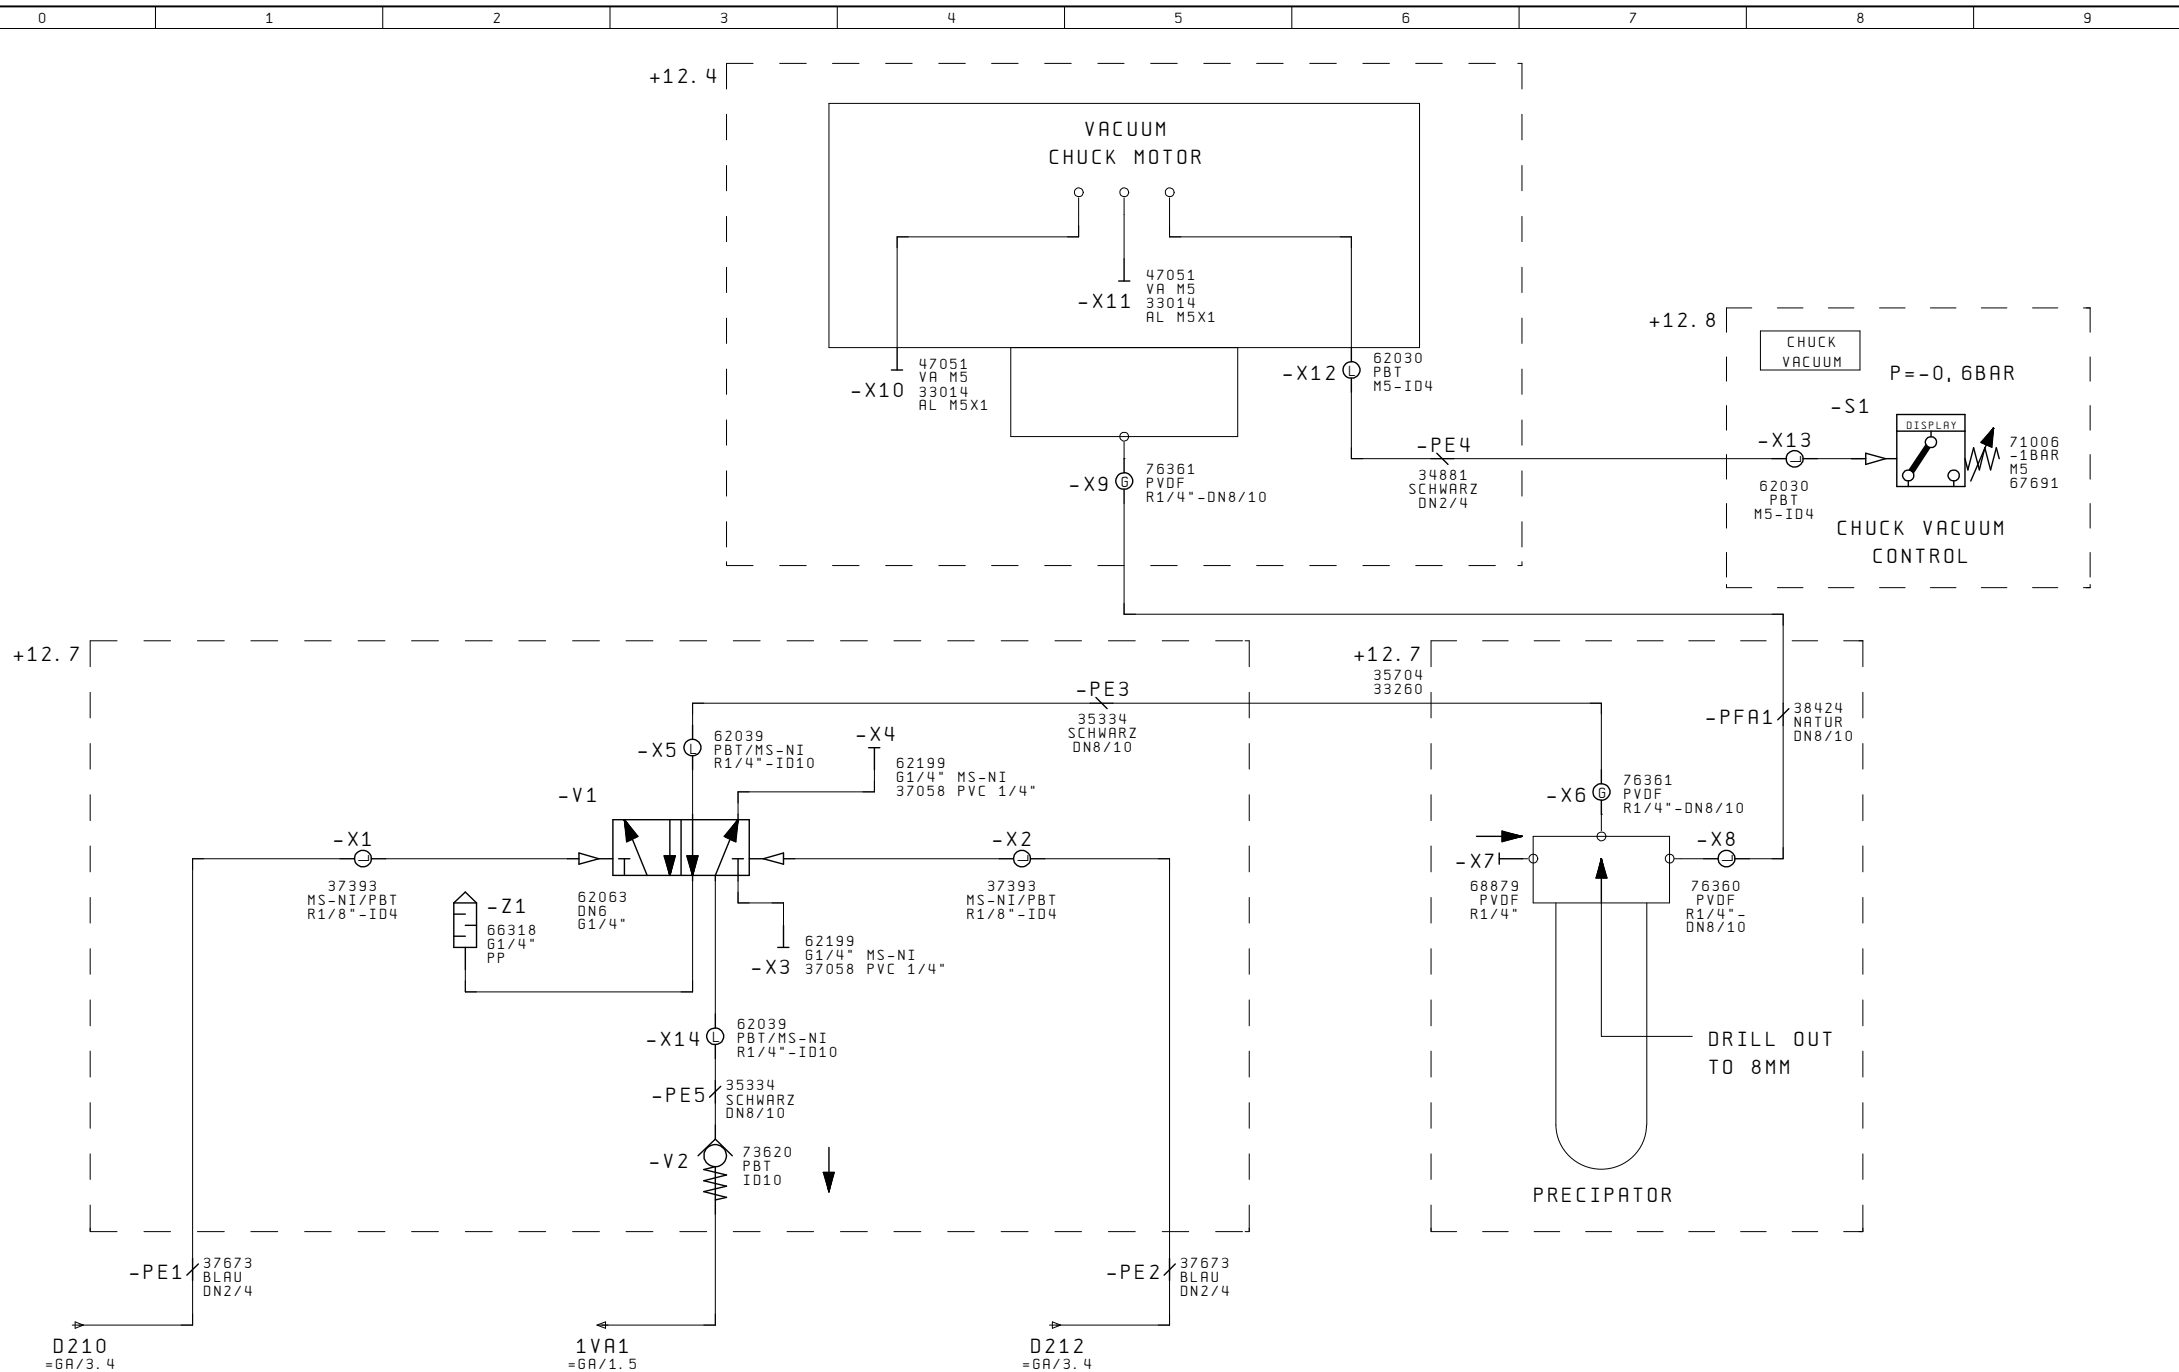 0 1 2 3 4 5 6 7 8 9
+12.4
VACUUM
CHUCK MOTOR
-X11
47051
VA M5
33014
AL M5X1
-X10
47051
VA M5
33014
AL M5X1
-X12
L
62030
PBT
M5-ID4
-X9
G
76361
PVDF
R1/4"-DN8/10
-PE4
34881
SCHWARZ
DN2/4
+12.8
CHUCK
VACUUM
P=-0,6BAR
-S1
DISPLAY
-X13
62030
PBT
M5-ID4
71006
-1BAR
M5
67691
CHUCK VACUUM
CONTROL
+12.7
-PE3
35334
SCHWARZ
DN8/10
-X5
L
62039
PBT/MS-NI
R1/4"-ID10
-X4
62199
G1/4" MS-NI
37058 PVC 1/4"
-V1
62063
DN6
G1/4"
-X1
37393
MS-NI/PBT
R1/8"-ID4
-X2
37393
MS-NI/PBT
R1/8"-ID4
-Z1
66318
G1/4"
PP
-X3
62199
G1/4" MS-NI
37058 PVC 1/4"
-X14
L
62039
PBT/MS-NI
R1/4"-ID10
-PE5
35334
SCHWARZ
DN8/10
-V2
73620
PBT
ID10
+12.7
35704
33260
-PFA1
38424
NATUR
DN8/10
-X6
G
76361
PVDF
R1/4"-DN8/10
-X7
68879
PVDF
R1/4"
-X8
76360
PVDF
R1/4"-
DN8/10
DRILL OUT
TO 8MM
PRECIPATOR
-PE1
37673
BLAU
DN2/4
-PE2
37673
BLAU
DN2/4
D210
=GA/3.4
1VA1
=GA/1.5
D212
=GA/3.4